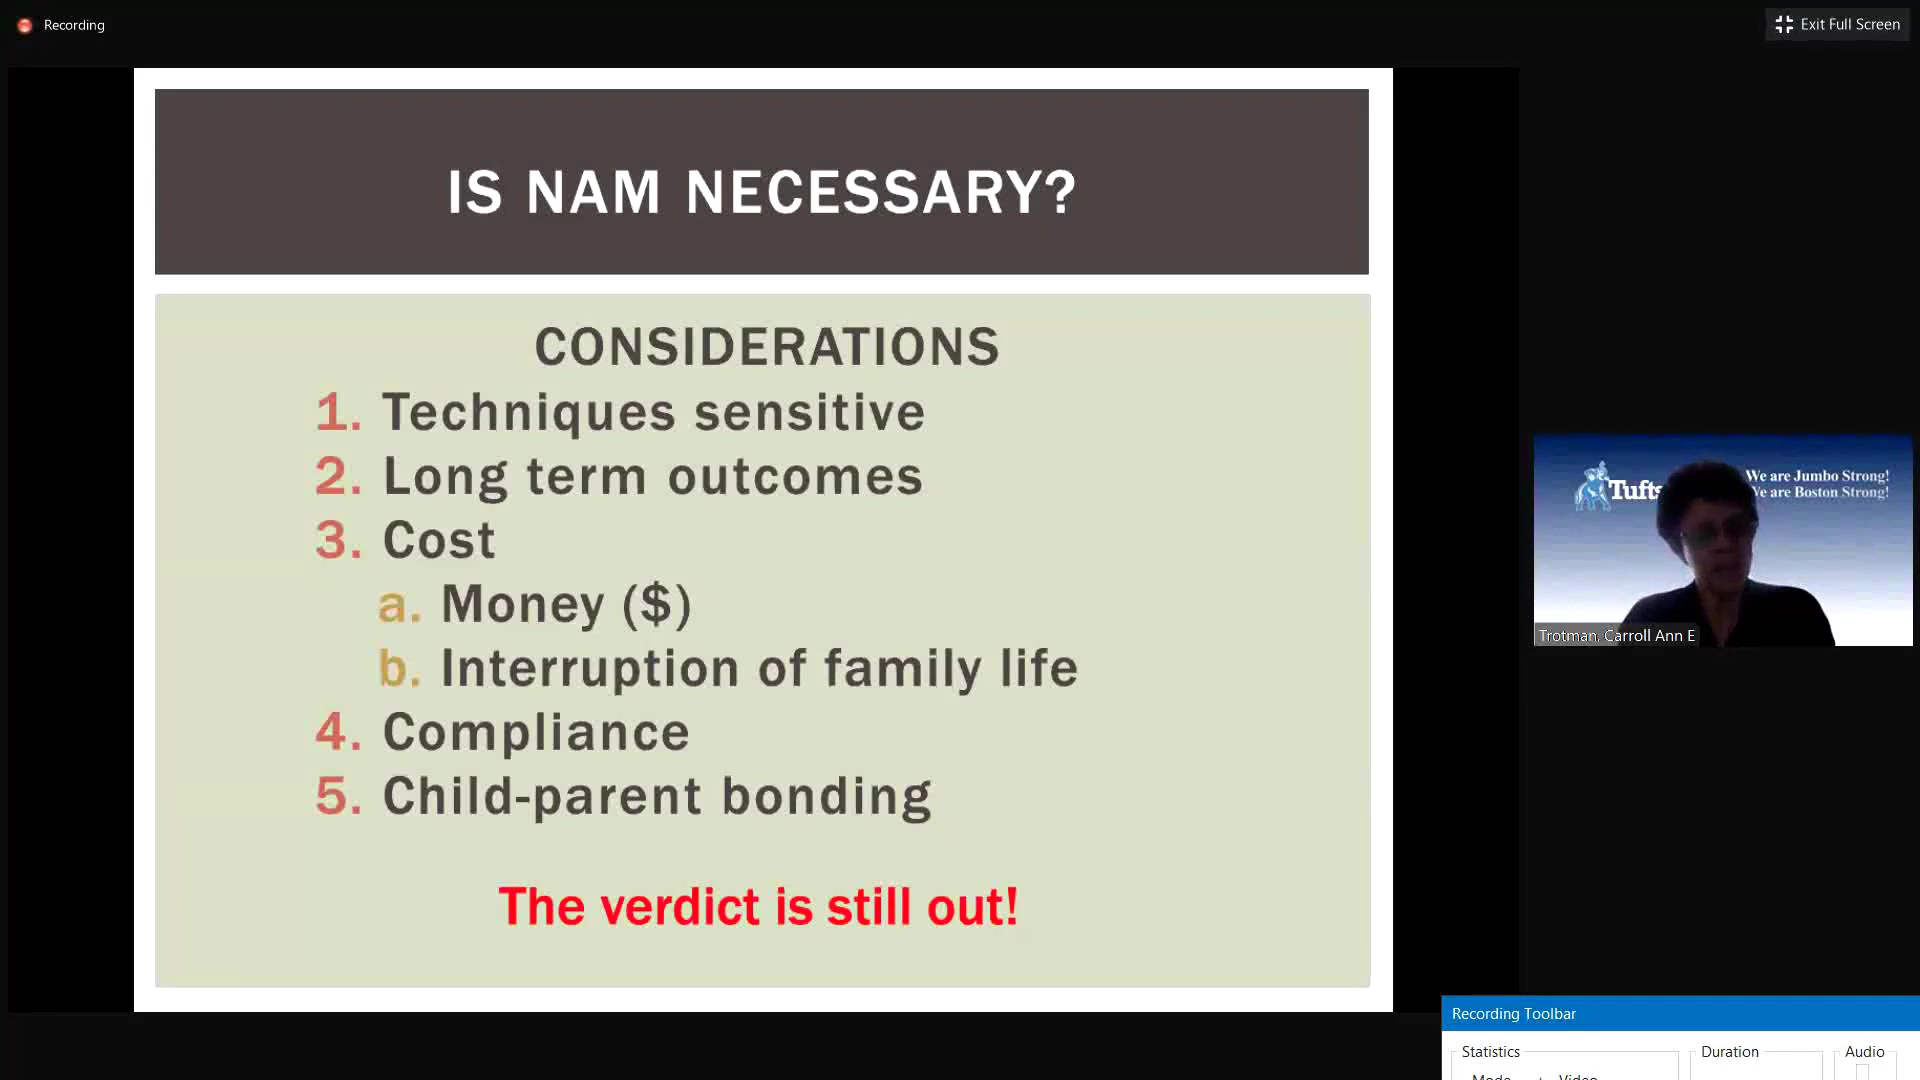 Recording
Exit Full Screen
IS NAM NECESSARY?
CONSIDERATIONS
1. Techniques sensitive
2. Long term outcomes
3. Cost
a. Money ($)
b. Interruption of family life
4. Compliance
5. Child-parent bonding
The verdict is still out!
Tufts
We are Jumbo Strong!
We are Boston Strong!
Trotman, Carroll Ann E
Recording Toolbar
Statistics
Duration
Audio
Mode
Video